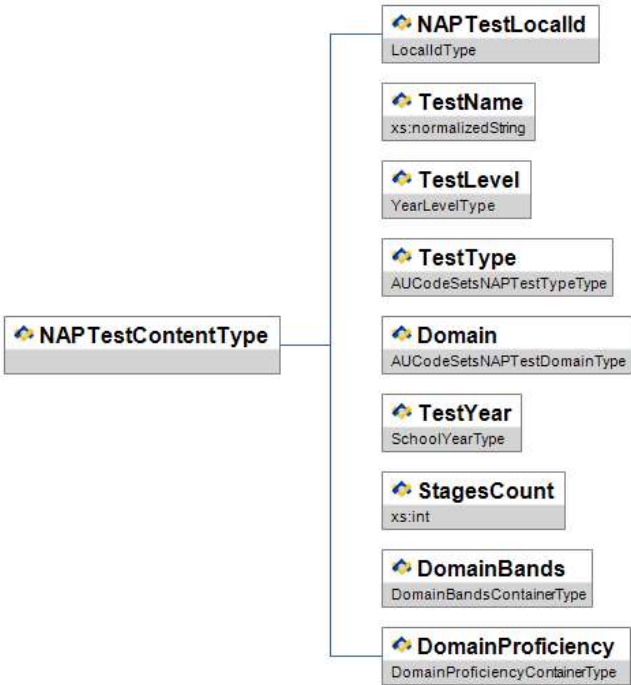 NAPTestLocalId
LocalIdType
TestName
xs:normalizedString
TestLevel
YearLevelType
TestType
AUCodeSetsNAPTestTypeType
NAPTestContentType
Domain
AUCodeSetsNAPTestDomainType
TestYear
SchoolYearType
StagesCount
xs:int
DomainBands
DomainBandsContainerType
DomainProficiency
DomainProficiencyContainerType